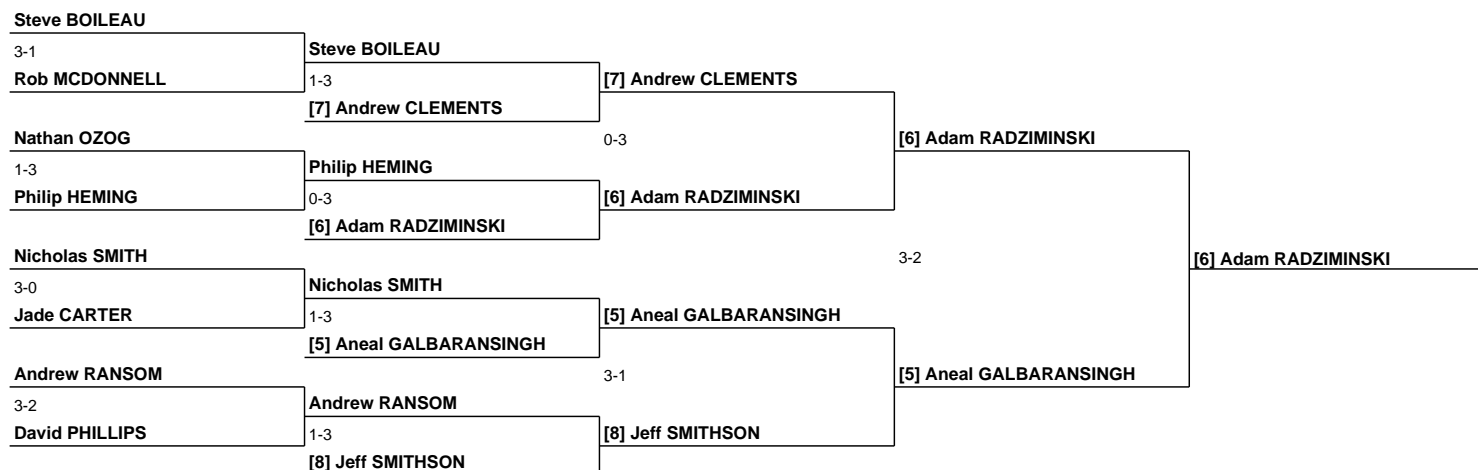 Steve BOILEAU
3-1
Rob MCDONNELL
Nathan OZOG
1-3
Philip HEMING
Nicholas SMITH
3-0
Jade CARTER
Andrew RANSOM
3-2
David PHILLIPS
Steve BOILEAU
1-3
[7] Andrew CLEMENTS
Philip HEMING
0-3
[6] Adam RADZIMINSKI
Nicholas SMITH
1-3
[5] Aneal GALBARANSINGH
Andrew RANSOM
1-3
[8] Jeff SMITHSON
[7] Andrew CLEMENTS
0-3
[6] Adam RADZIMINSKI
[5] Aneal GALBARANSINGH
3-1
[8] Jeff SMITHSON
[6] Adam RADZIMINSKI
3-2
[5] Aneal GALBARANSINGH
[6] Adam RADZIMINSKI